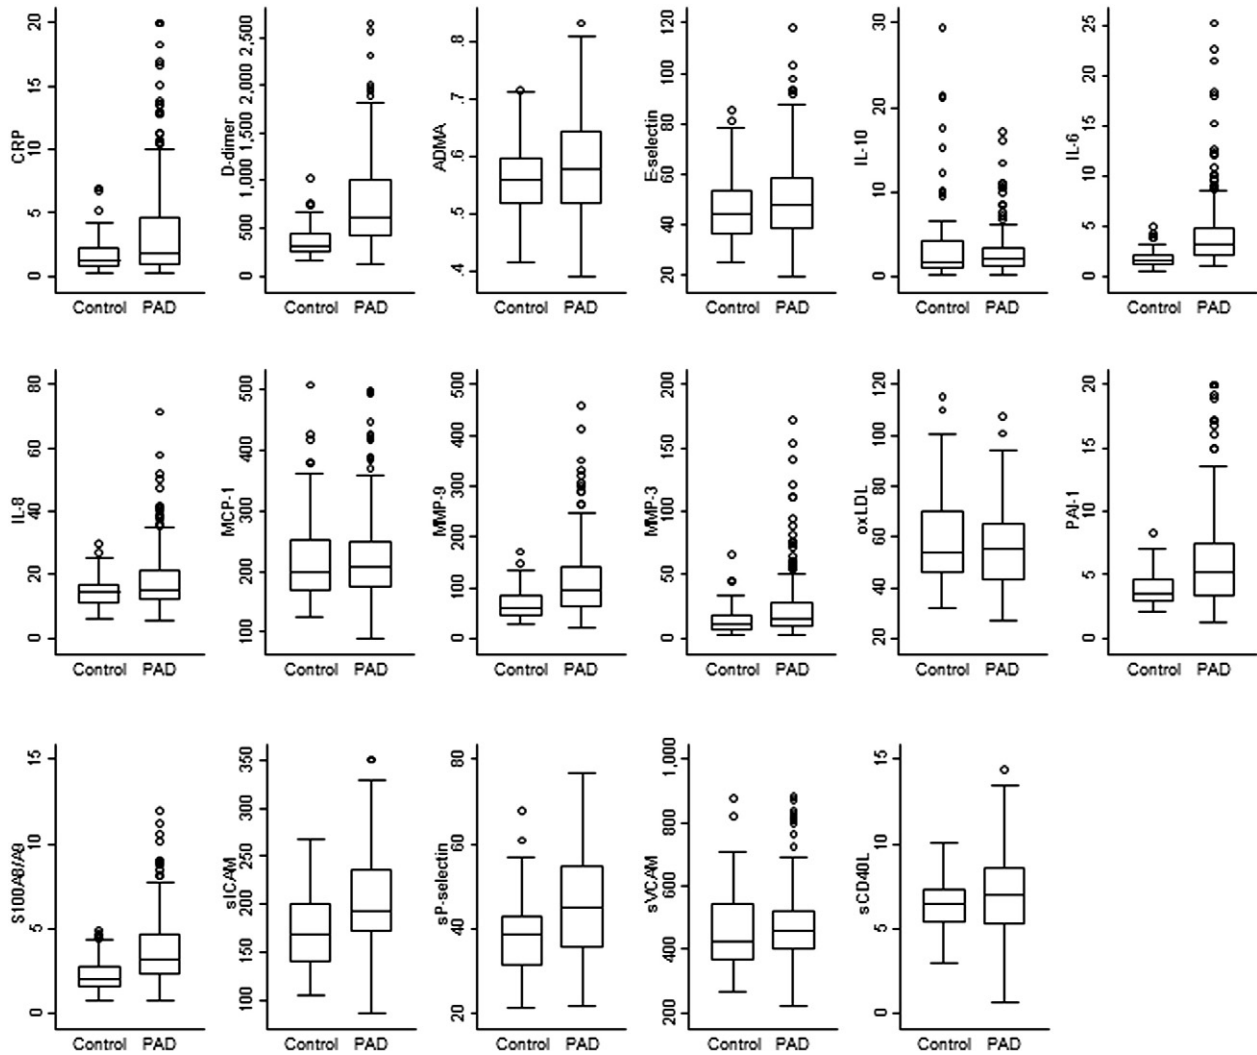 CRP
0 5 10 15 20
Control PAD
D-dimer
0 500 1,000 1,500 2,000 2,500
Control PAD
ADMA
.4 .5 .6 .7 .8
Control PAD
E-selectin
20 40 60 80 100 120
Control PAD
IL-10
0 10 20 30
Control PAD
IL-6
0 5 10 15 20 25
Control PAD
IL-8
0 20 40 60 80
Control PAD
MCP-1
100 200 300 400 500
Control PAD
MMP-9
0 100 200 300 400 500
Control PAD
MMP-3
0 50 100 150 200
Control PAD
oxLDL
20 40 60 80 100 120
Control PAD
PAI-1
0 5 10 15 20
Control PAD
S100A8/A9
0 5 10 15
Control PAD
sICAM
100 150 200 250 300 350
Control PAD
sP-selectin
20 40 60 80
Control PAD
sVCAM
200 400 600 800 1,000
Control PAD
sCD40L
0 5 10 15
Control PAD